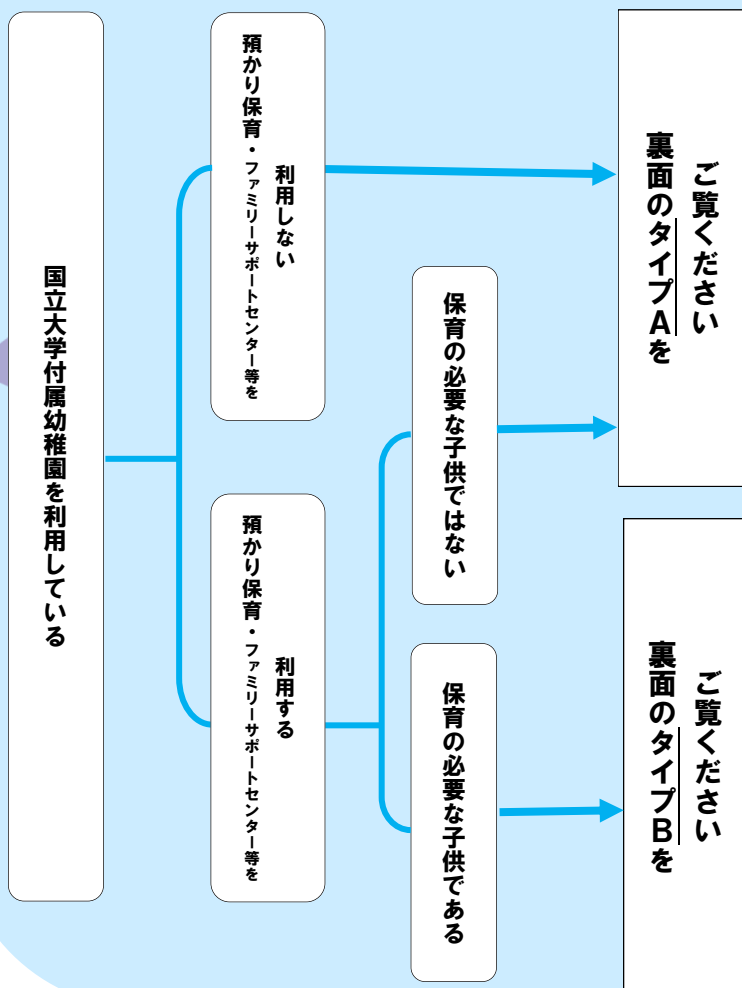 国立大学付属幼稚園を利用している
預かり保育・ファミリーサポートセンター等を
利用しない
預かり保育・ファミリーサポートセンター等を
利用する
保育の必要な子供ではない
保育の必要な子供である
裏面のタイプAを
ご覧ください
裏面のタイプBを
ご覧ください